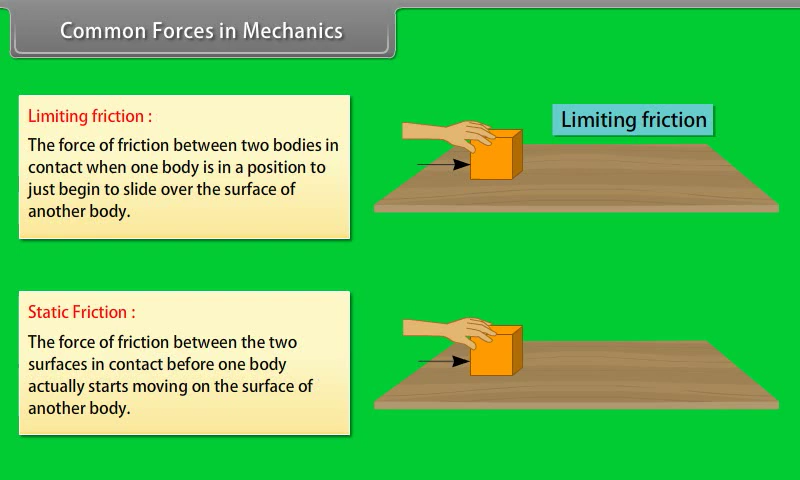 Common Forces in Mechanics
Limiting friction :
The force of friction between two bodies in
contact when one body is in a position to
just begin to slide over the surface of
another body.
Limiting friction
Static Friction :
The force of friction between the two
surfaces in contact before one body
actually starts moving on the surface of
another body.